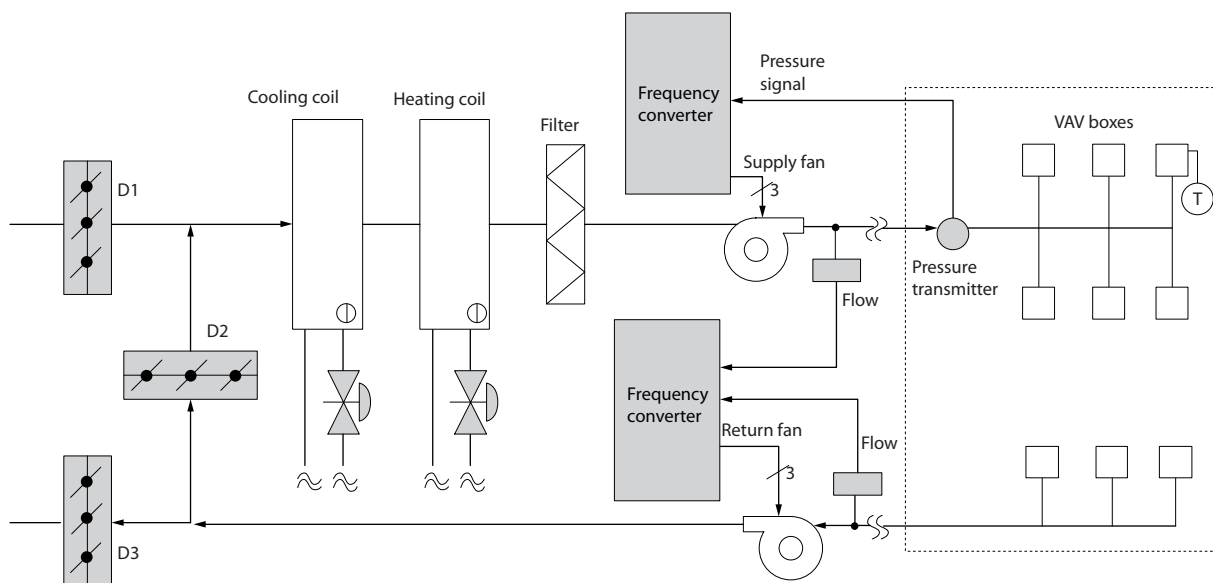 Cooling coil
Heating coil
Filter
Frequency
converter
Pressure
signal
VAV boxes
D1
Supply fan
3
T
Pressure
transmitter
Flow
D2
Frequency
converter
Return fan
3
Flow
D3